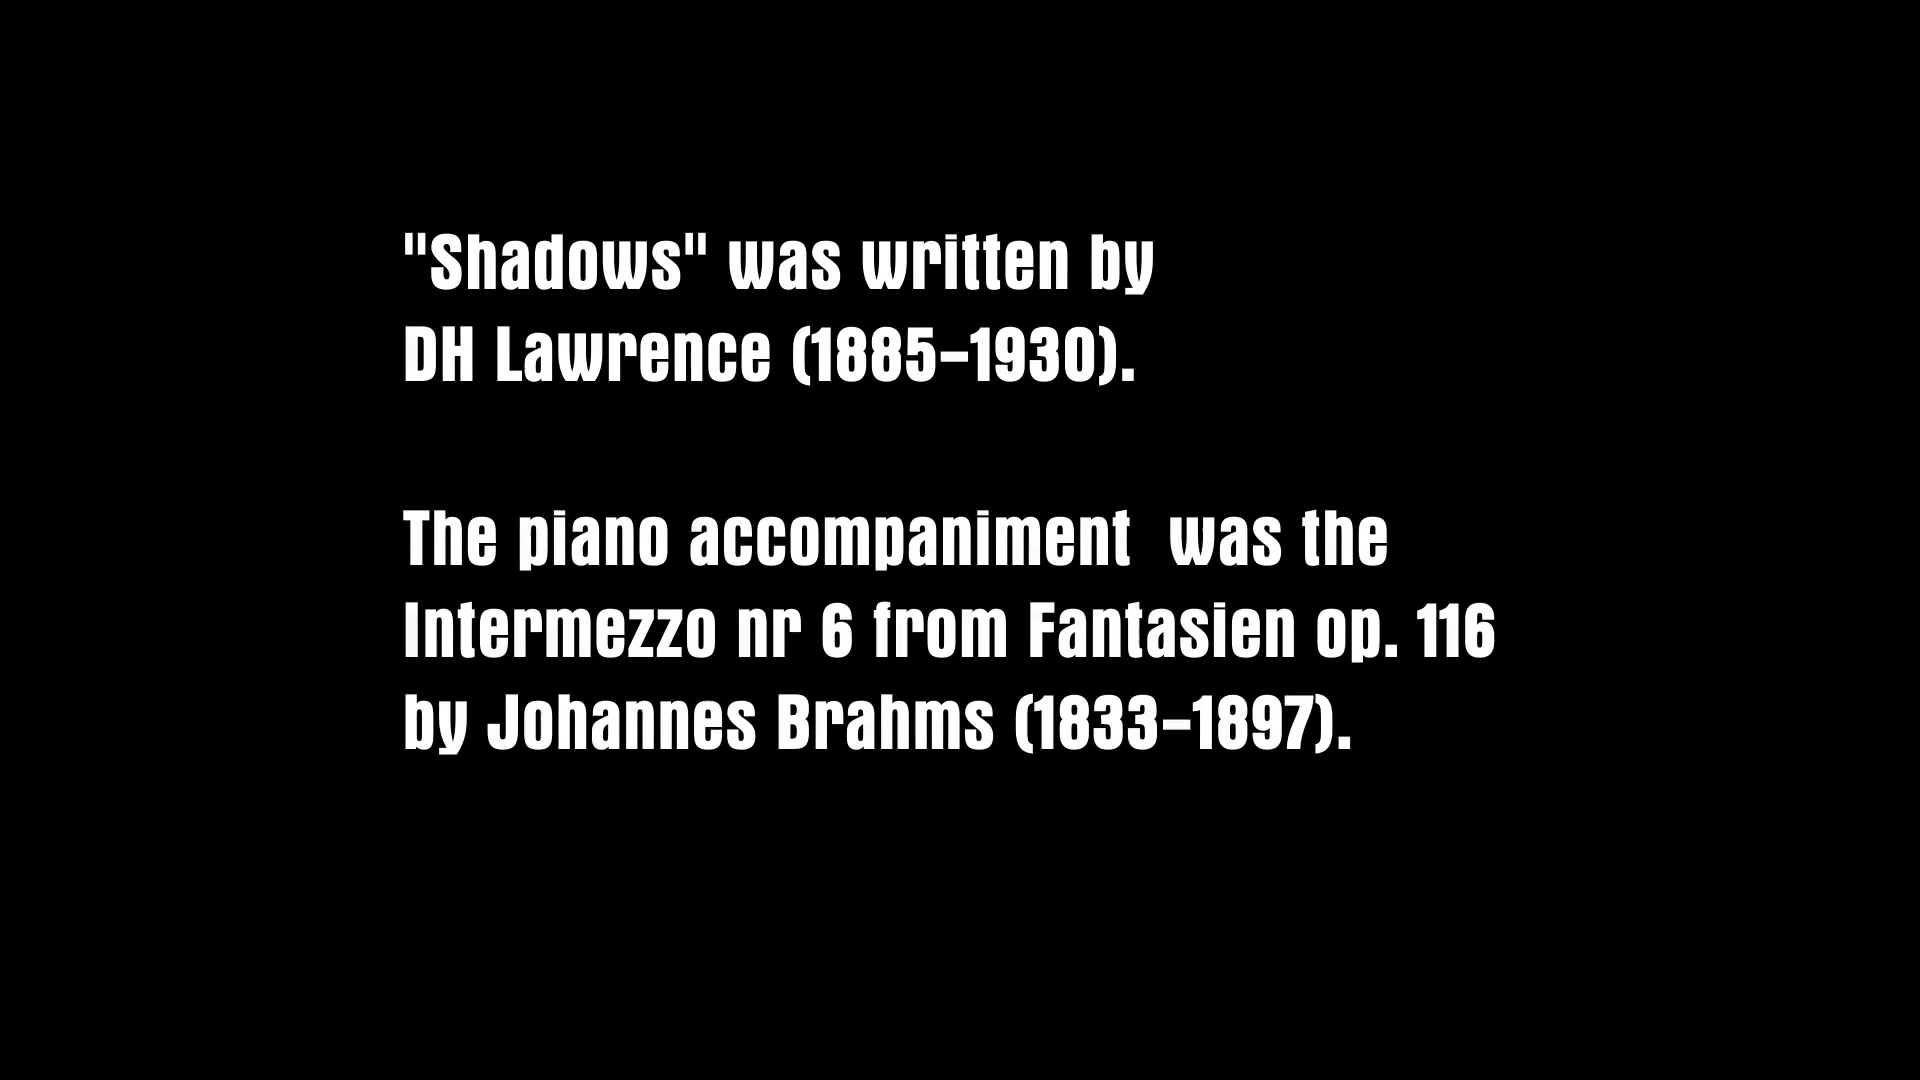 "Shadows" was written by
DH Lawrence (1885–1930).
The piano accompaniment  was the
Intermezzo nr 6 from Fantasien op. 116
by Johannes Brahms (1833–1897).